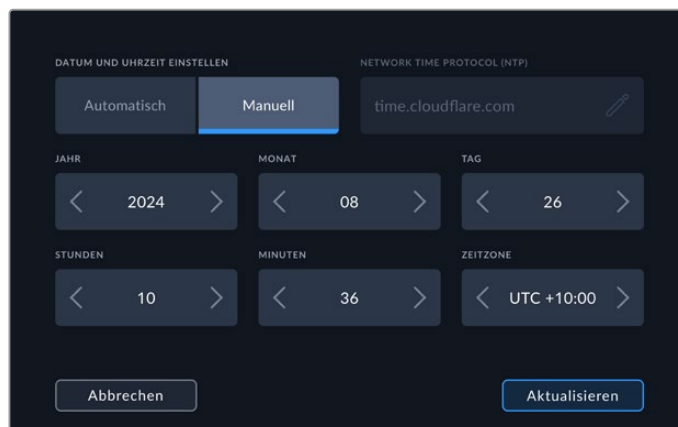 DATUM UND UHRZEIT EINSTELLEN NETWORK TIME PROTOCOL (NTP)
Automatisch Manuell time.cloudflare.com
JAHR MONAT TAG
2024 08 26
STUNDEN MINUTEN ZEITZONE
10 36 UTC +10:00
Abbrechen Aktualisieren